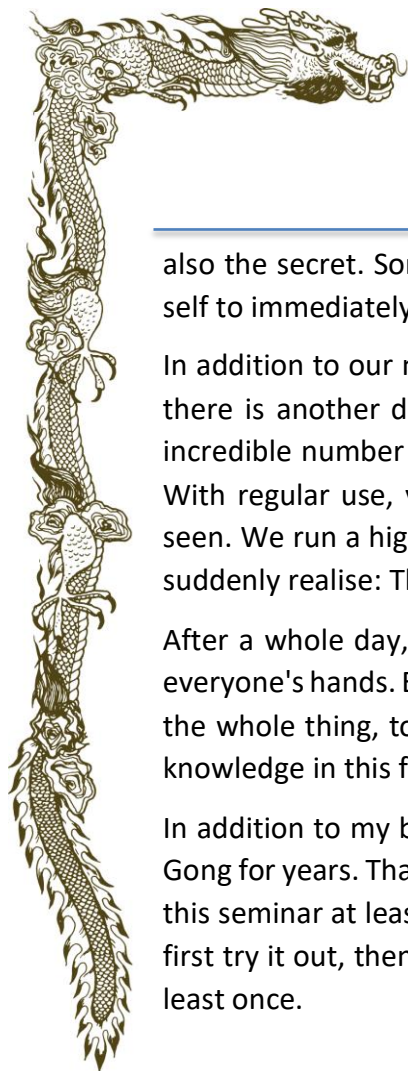 also the secret. Sor
self to immediately
In addition to our r
there is another d
incredible number
With regular use, v
seen. We run a hig
suddenly realise: Tl
After a whole day,
everyone's hands. E
the whole thing, to
knowledge in this f
In addition to my b
Gong for years. Tha
this seminar at leas
first try it out, then
least once.